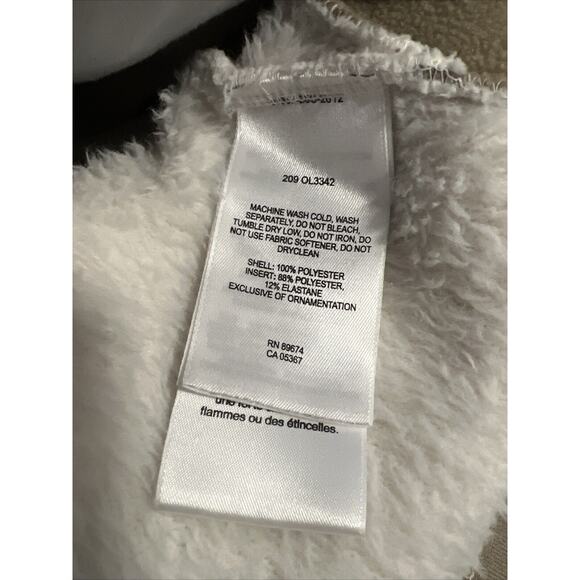 209 OL3342
MACHINE WASH COLD, WASH
SEPARATELY, DO NOT BLEACH,
TUMBLE DRY LOW, DO NOT IRON, DO
NOT USE FABRIC SOFTENER, DO NOT
DRYCLEAN
SHELL: 100% POLYESTER
INSERT: 88% POLYESTER,
12% ELASTANE
EXCLUSIVE OF ORNAMENTATION
RN 89674
CA 05367
flammes ou des étincelles.